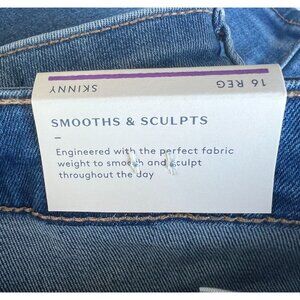 16 REG
SKINNY
SMOOTHS & SCULPTS
Engineered with the perfect fabric
weight to smooth and sculpt
throughout the day